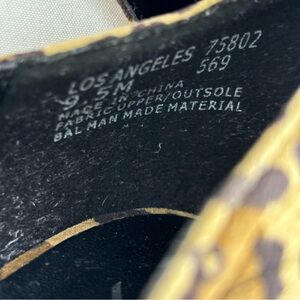 LOS ANGELES 75802
9.5M 569
MADE IN CHINA
FABRIC UPPER/OUTSOLE
BAL MAN MADE MATERIAL